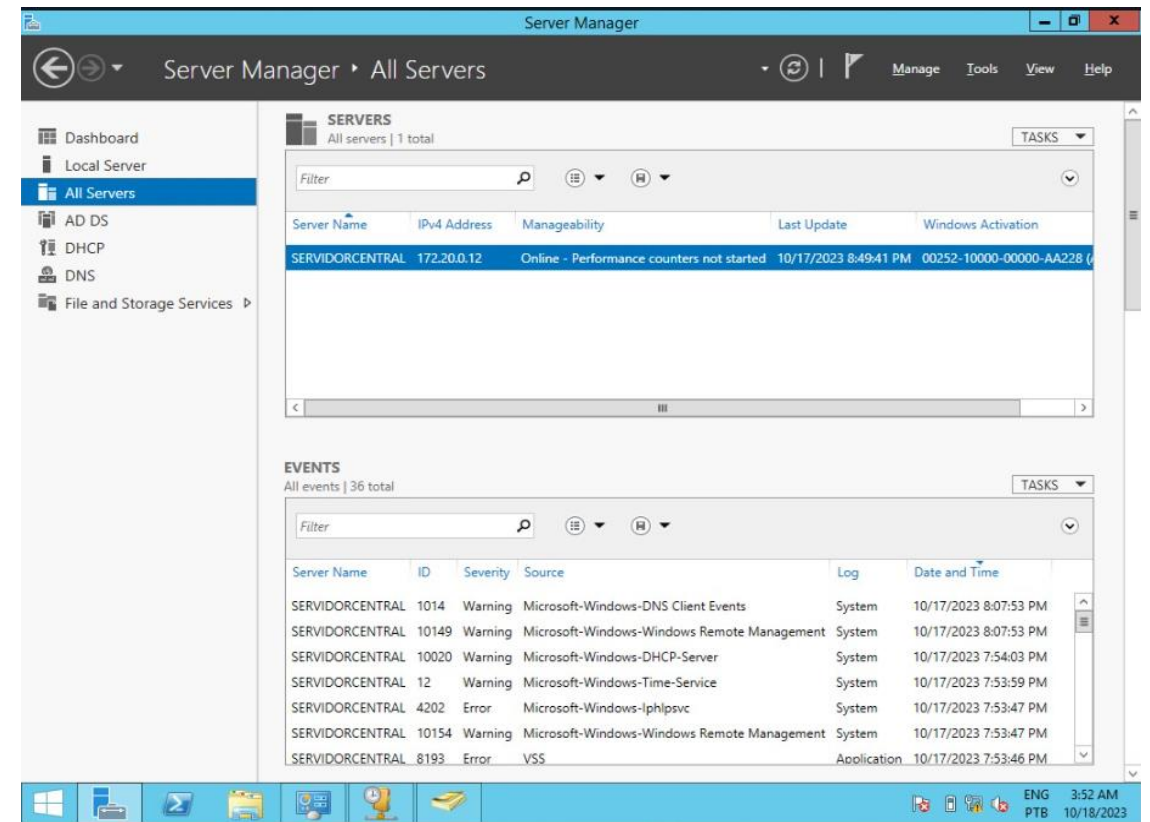 Server Manager
Server Manager ‣ All Servers
Manage Tools View Help
Dashboard
Local Server
All Servers
AD DS
DHCP
DNS
File and Storage Services
SERVERS
All servers | 1 total
TASKS
Filter
Server Name IPv4 Address Manageability Last Update Windows Activation
SERVIDORCENTRAL 172.20.0.12 Online - Performance counters not started 10/17/2023 8:49:41 PM 00252-10000-00000-AA228 (
EVENTS
All events | 36 total
TASKS
Filter
Server Name ID Severity Source Log Date and Time
SERVIDORCENTRAL 1014 Warning Microsoft-Windows-DNS Client Events System 10/17/2023 8:07:53 PM
SERVIDORCENTRAL 10149 Warning Microsoft-Windows-Windows Remote Management System 10/17/2023 8:07:53 PM
SERVIDORCENTRAL 10020 Warning Microsoft-Windows-DHCP-Server System 10/17/2023 7:54:03 PM
SERVIDORCENTRAL 12 Warning Microsoft-Windows-Time-Service System 10/17/2023 7:53:59 PM
SERVIDORCENTRAL 4202 Error Microsoft-Windows-Iphlpsvc System 10/17/2023 7:53:47 PM
SERVIDORCENTRAL 10154 Warning Microsoft-Windows-Windows Remote Management System 10/17/2023 7:53:47 PM
SERVIDORCENTRAL 8193 Error VSS Application 10/17/2023 7:53:46 PM
ENG 3:52 AM
PTB 10/18/2023